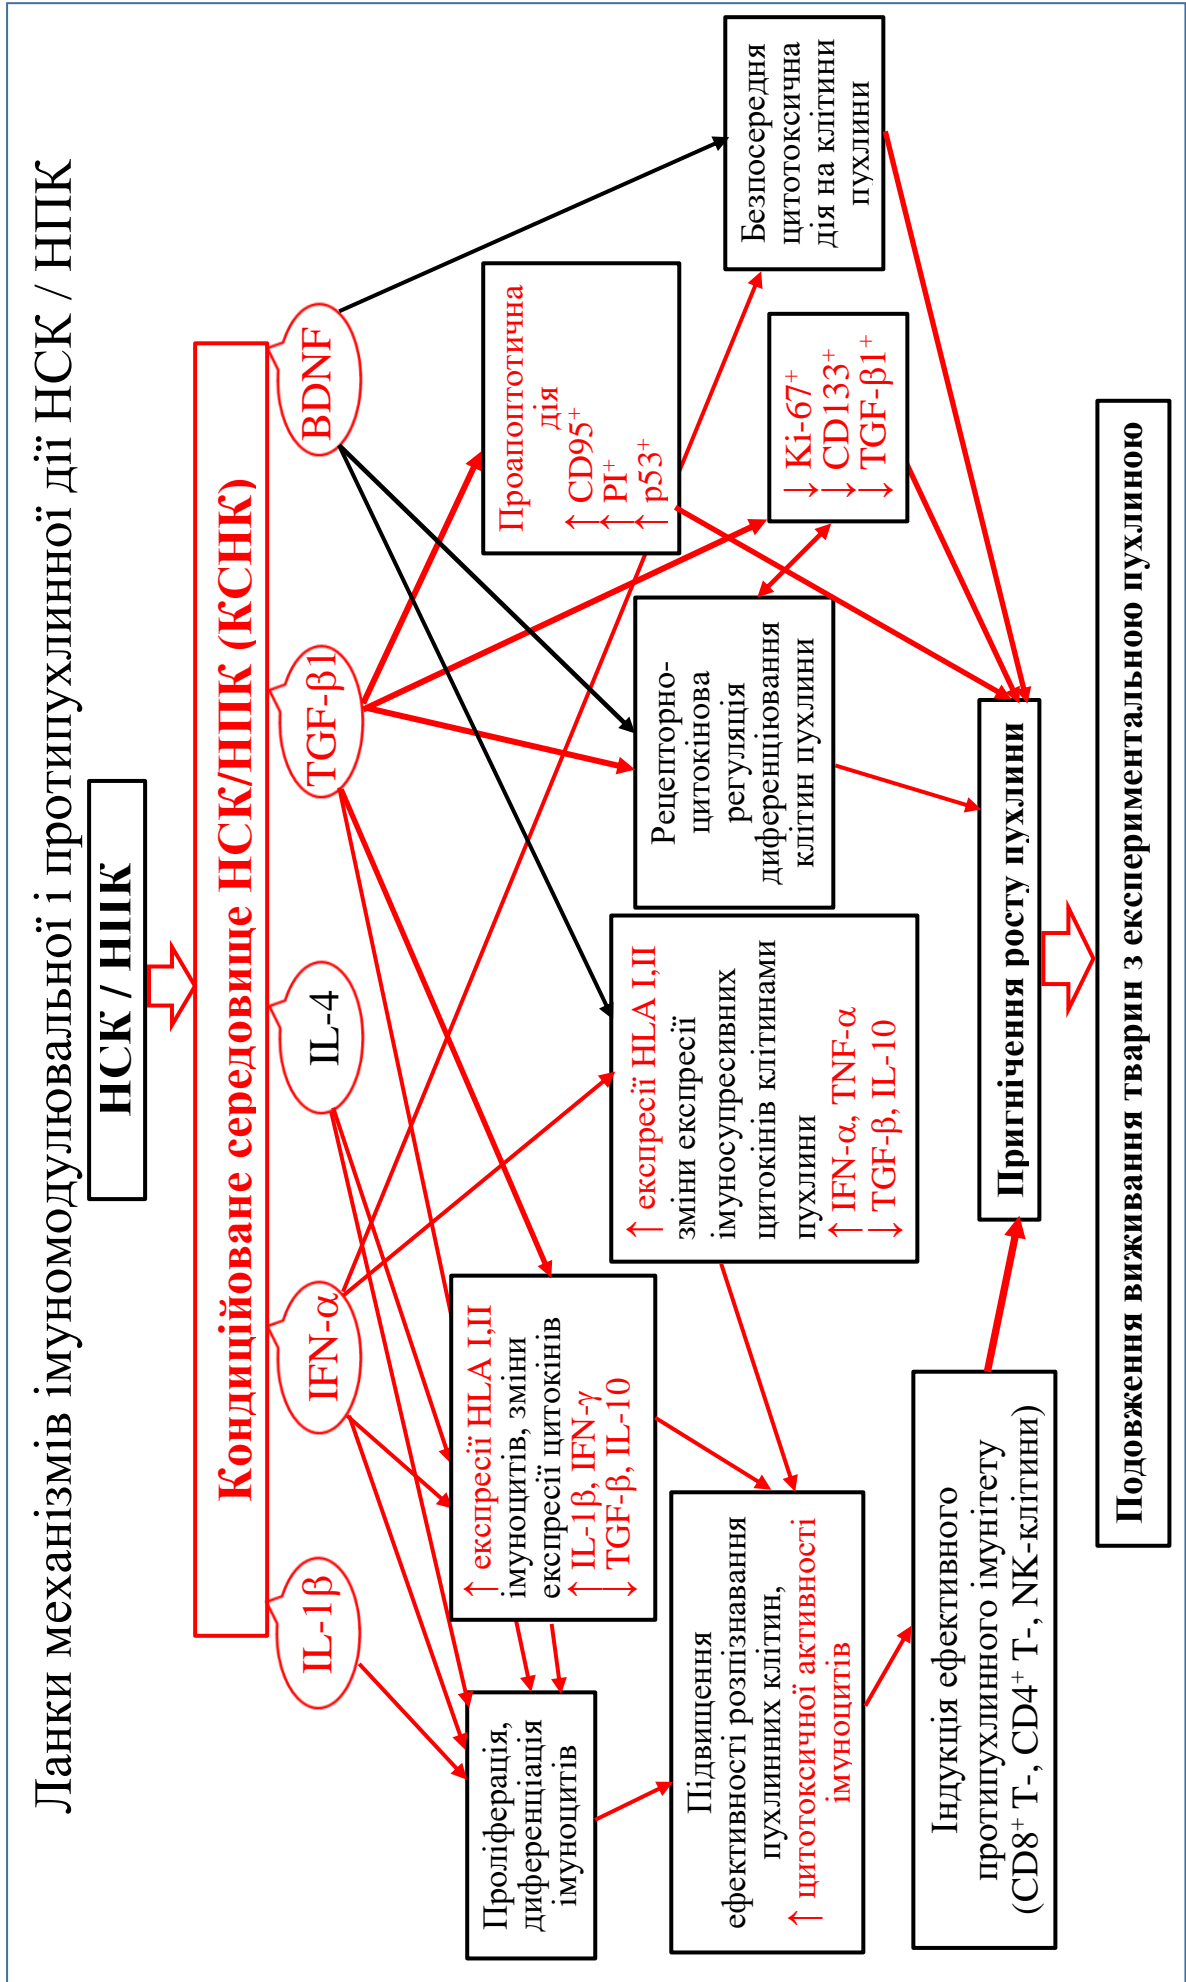 Ланки механізмів імуномодулювальної і протипухлинної дії НСК / НПК
НСК / НПК
Кондиційоване середовище НСК/НПК (КСНК)
IL-1β
IFN-α
IL-4
TGF-β1
BDNF
Проліферація,
диференціація
імуноцитів
↑ експресії HLA I,II
імуноцитів, зміни
експресії цитокінів
↑ IL-1β, IFN-γ
↓ TGF-β, IL-10
↑ експресії HLA I,II
зміни експресії
імуносупресивних
цитокінів клітинами
пухлини
↑ IFN-α, TNF-α
↓ TGF-β, IL-10
Рецепторно-
цитокінова
регуляція
диференціювання
клітин пухлини
Проапоптотична
дія
↑ CD95⁺
↑ PI⁺
↑ p53⁺
↓ Ki-67⁺
↓ CD133⁺
↓ TGF-β1⁺
Безпосередня
цитотоксична
дія на клітини
пухлини
Підвищення
ефективності розпізнавання
пухлинних клітин,
↑ цитотоксичної активності
імуноцитів
Індукція ефективного
протипухлинного імунітету
(CD8⁺ T-, CD4⁺ T-, NK-клітини)
Пригнічення росту пухлини
Подовження виживання тварин з експериментальною пухлиною